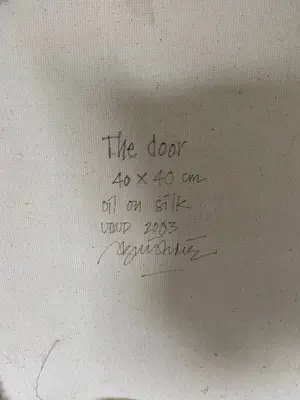 The door
40 x 40 cm
oil on silk
UBUD 2003